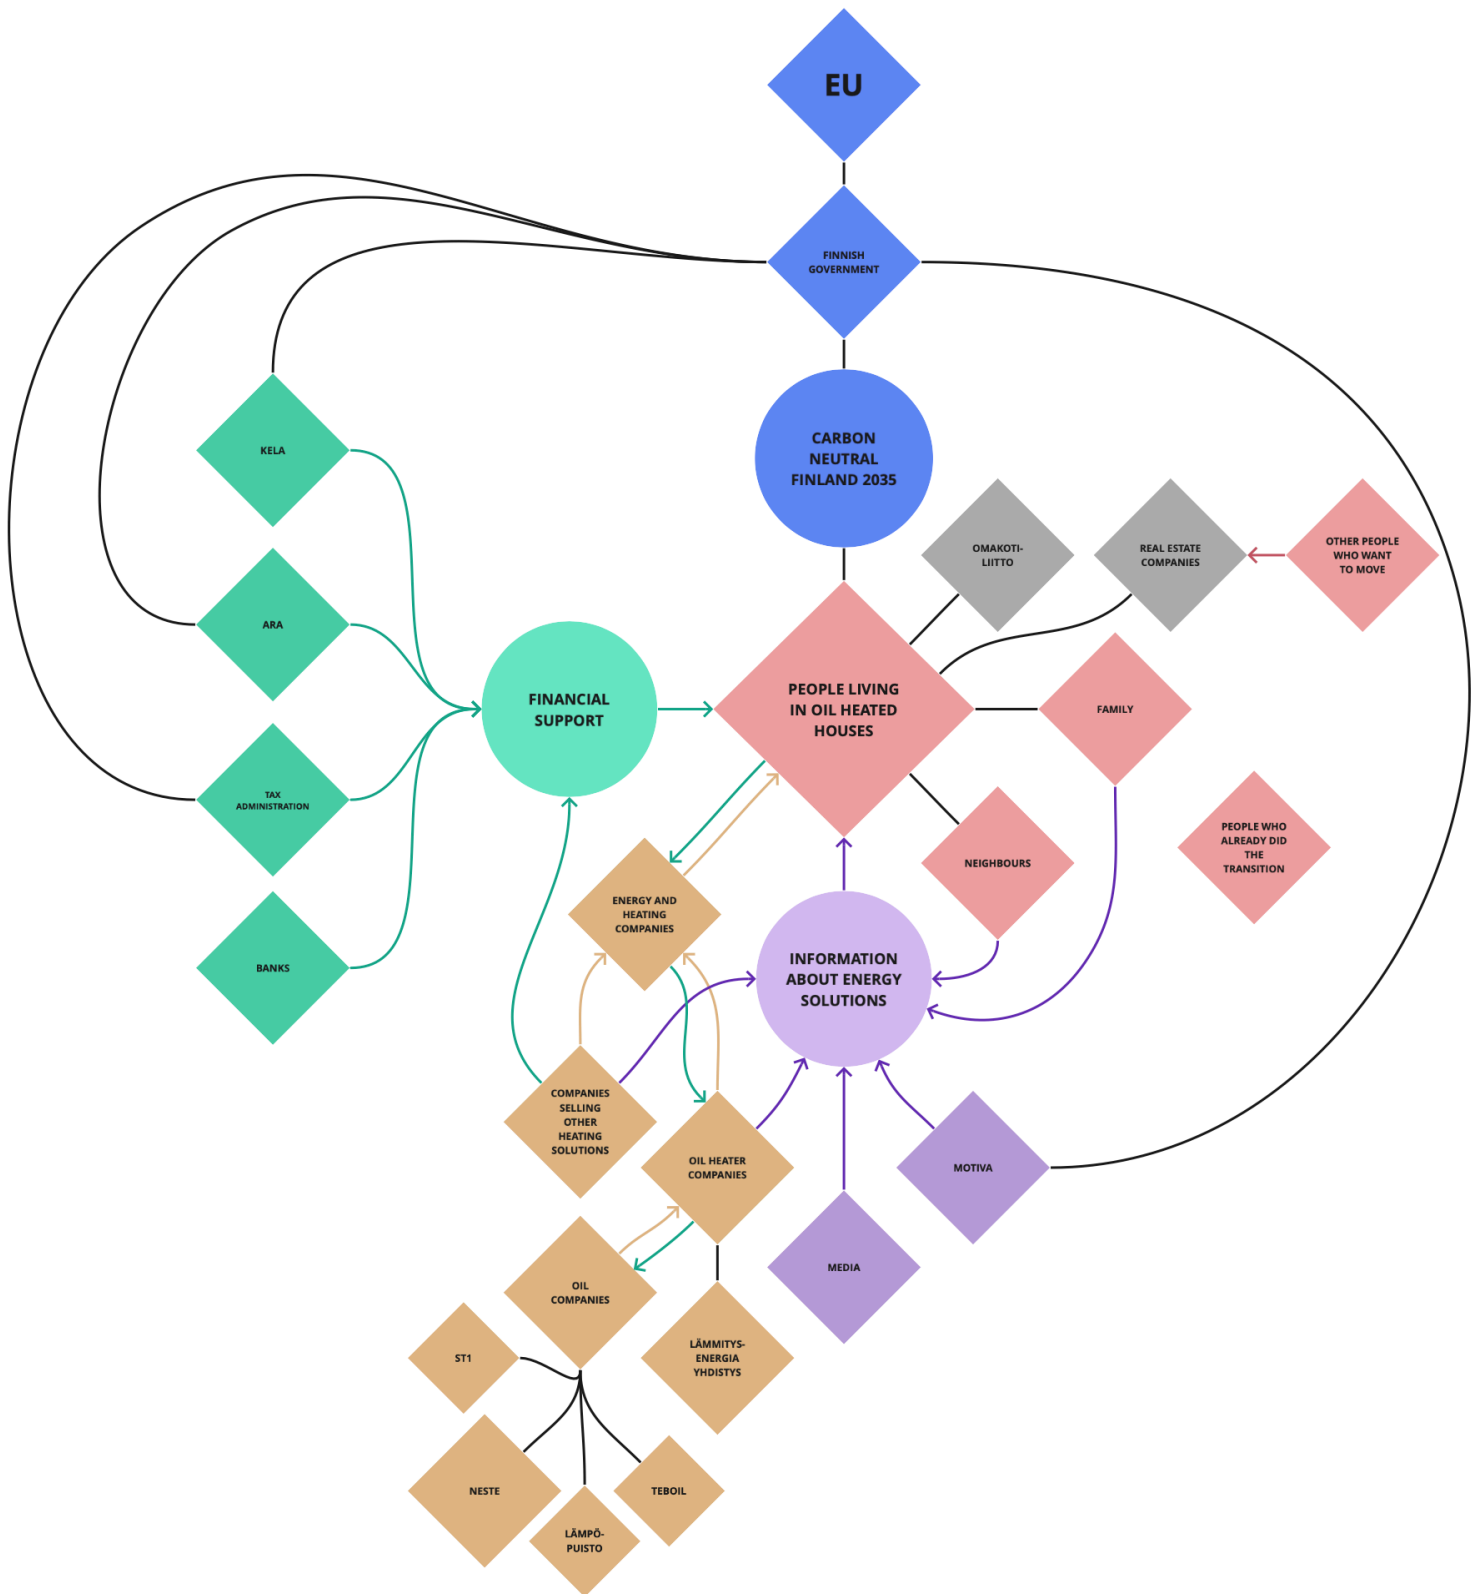 EU
FINNISH
GOVERNMENT
CARBON
NEUTRAL
FINLAND 2035
KELA
ARA
TAX
ADMINISTRATION
BANKS
FINANCIAL
SUPPORT
PEOPLE LIVING
IN OIL HEATED
HOUSES
OMAKOTI-
LIITTO
REAL ESTATE
COMPANIES
OTHER PEOPLE
WHO WANT
TO MOVE
FAMILY
NEIGHBOURS
PEOPLE WHO
ALREADY DID
THE
TRANSITION
ENERGY AND
HEATING
COMPANIES
INFORMATION
ABOUT ENERGY
SOLUTIONS
COMPANIES
SELLING
OTHER
HEATING
SOLUTIONS
OIL HEATER
COMPANIES
MOTIVA
MEDIA
OIL
COMPANIES
LÄMMITYS-
ENERGIA
YHDISTYS
ST1
NESTE
LÄMPÖ-
PUISTO
TEBOIL